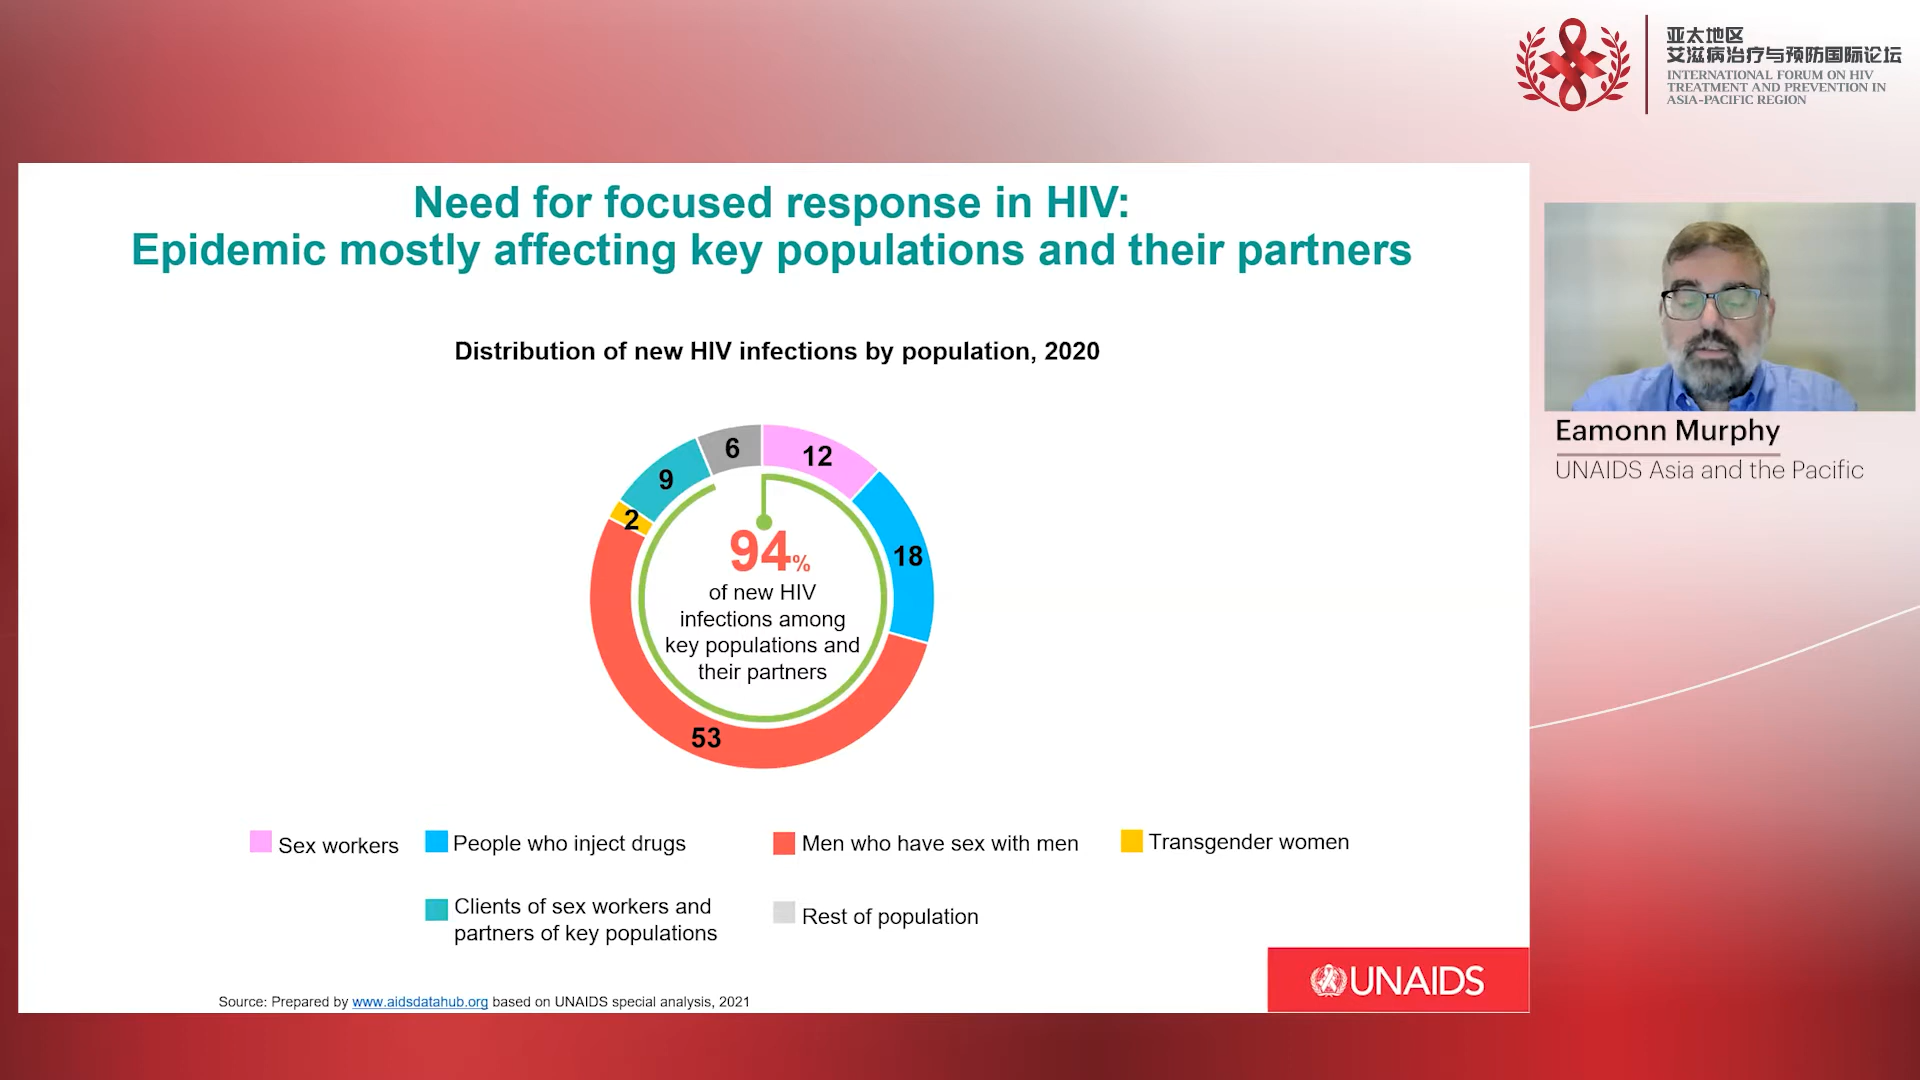 亚太地区
艾滋病治疗与预防国际论坛
INTERNATIONAL FORUM ON HIV
TREATMENT AND PREVENTION IN
ASIA-PACIFIC REGION
Need for focused response in HIV:
Epidemic mostly affecting key populations and their partners
Distribution of new HIV infections by population, 2020
6
12
9
2
18
53
94%
of new HIV
infections among
key populations and
their partners
Sex workers
People who inject drugs
Men who have sex with men
Transgender women
Clients of sex workers and
partners of key populations
Rest of population
UNAIDS
Source: Prepared by www.aidsdatahub.org based on UNAIDS special analysis, 2021
Eamonn Murphy
UNAIDS Asia and the Pacific